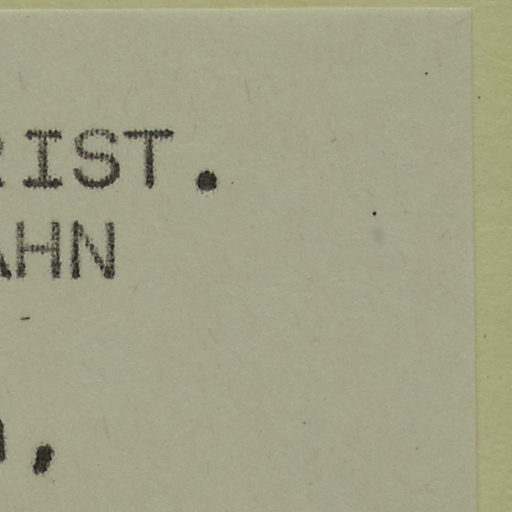 RIST.
AHN
,